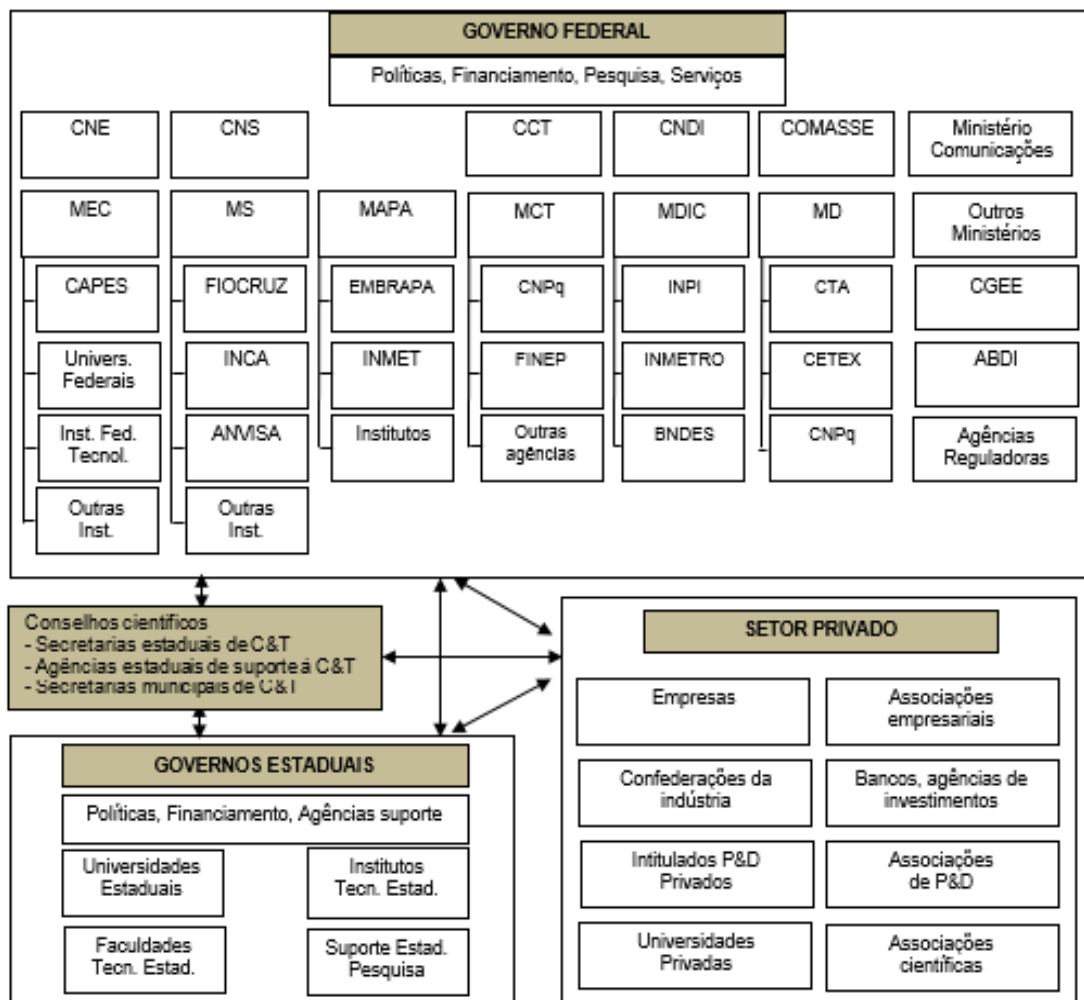 GOVERNO FEDERAL
Políticas, Financiamento, Pesquisa, Serviços
CNE
CNS
CCT
CNDI
COMASSE
Ministério
Comunicações
MEC
MS
MAPA
MCT
MDIC
MD
Outros
Ministérios
CAPES
FIOCRUZ
EMBRAPA
CNPq
INPI
CTA
CGEE
Univers.
Federais
INCA
INMET
FINEP
INMETRO
CETEX
ABDI
Inst. Fed.
Tecnol.
ANVISA
Institutos
Outras
agências
BNDES
CNPq
Agências
Reguladoras
Outras
Inst.
Outras
Inst.
Conselhos científicos
- Secretarias estaduais de C&T
- Agências estaduais de suporte á C&T
- Secretarias municipais de C&T
SETOR PRIVADO
Empresas
Associações
empresariais
Confederações da
indústria
Bancos, agências de
investimentos
Intitulados P&D
Privados
Associações
de P&D
Universidades
Privadas
Associações
científicas
GOVERNOS ESTADUAIS
Políticas, Financiamento, Agências suporte
Universidades
Estaduais
Institutos
Tecn. Estad.
Faculdades
Tecn. Estad.
Suporte Estad.
Pesquisa